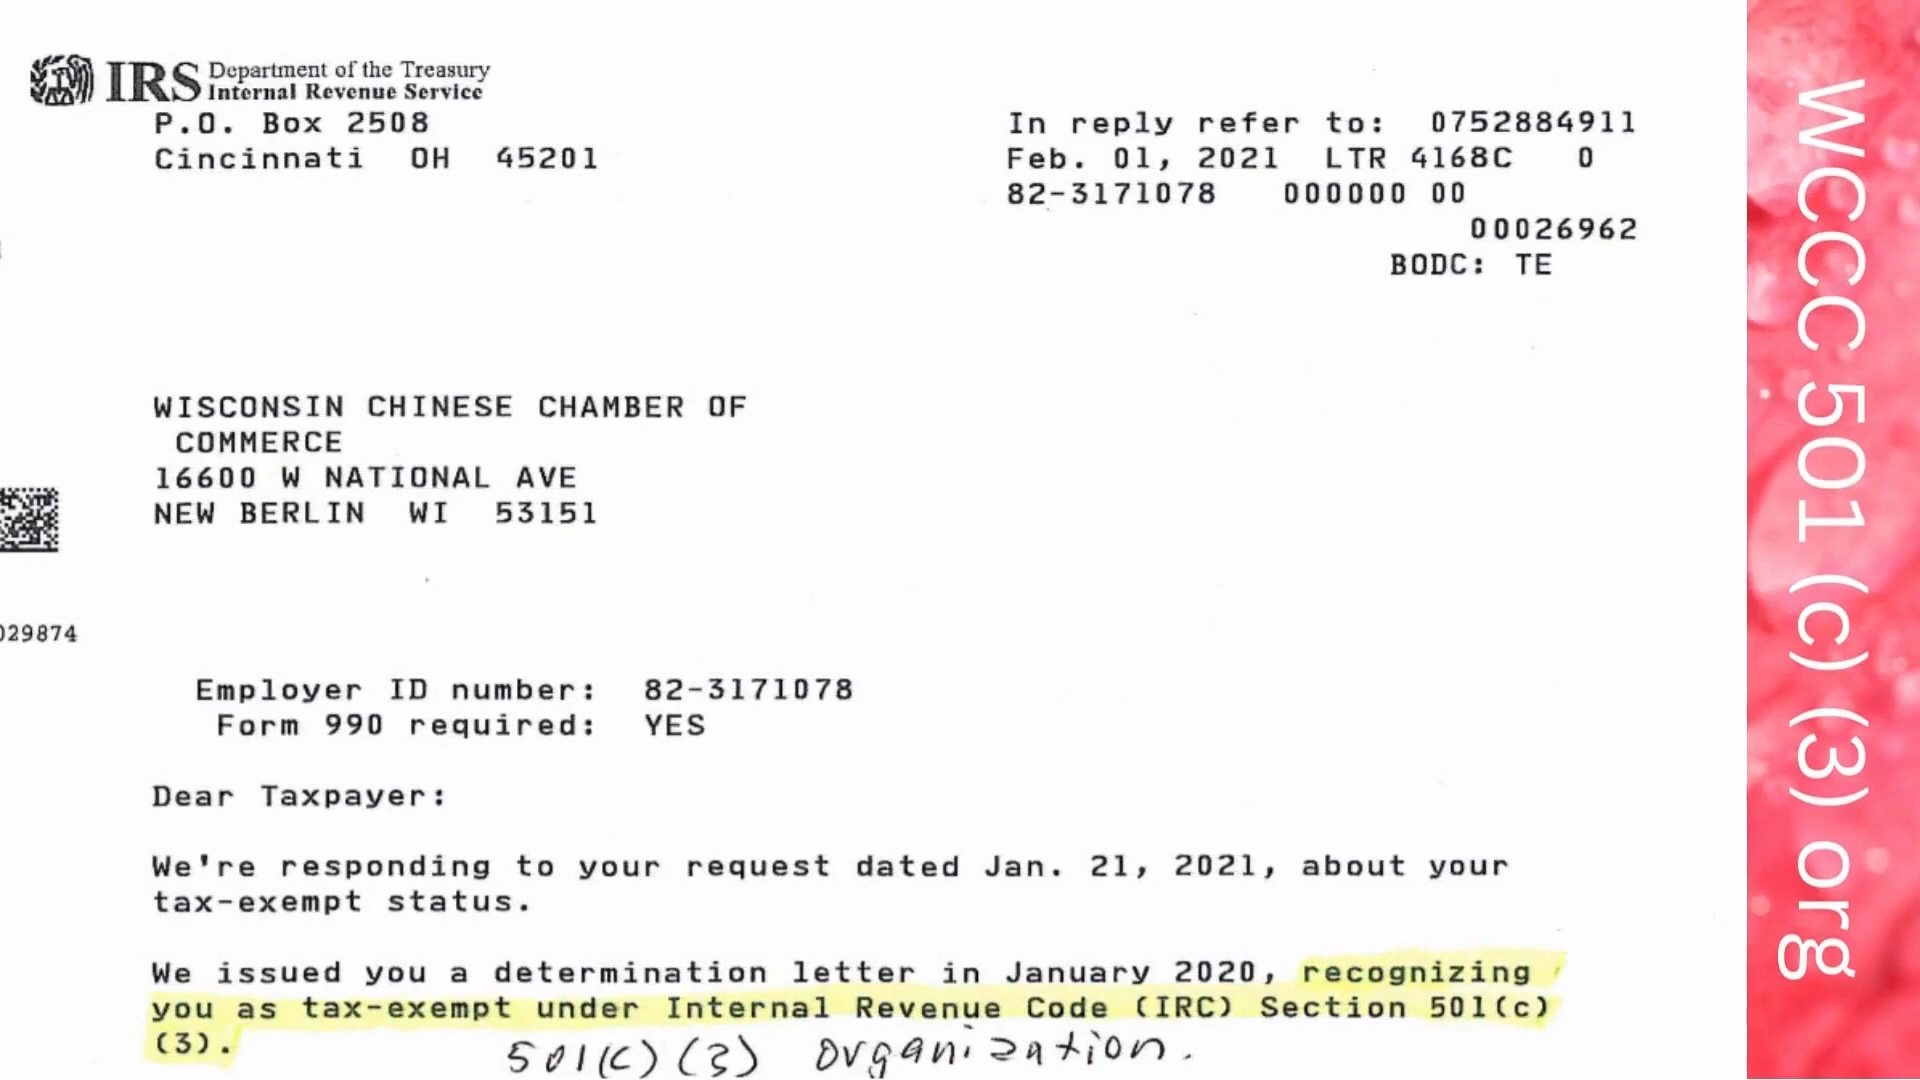 IRS Department of the Treasury
Internal Revenue Service
P.O. Box 2508
Cincinnati OH 45201
In reply refer to: 0752884911
Feb. 01, 2021 LTR 4168C 0
82-3171078 000000 00
00026962
BODC: TE
WISCONSIN CHINESE CHAMBER OF
COMMERCE
16600 W NATIONAL AVE
NEW BERLIN WI 53151
029874
Employer ID number: 82-3171078
Form 990 required: YES
Dear Taxpayer:
We're responding to your request dated Jan. 21, 2021, about your
tax-exempt status.
We issued you a determination letter in January 2020, recognizing
you as tax-exempt under Internal Revenue Code (IRC) Section 501(c)
(3).
501(c) (3) organization.
WCCC 501 (c) (3) org